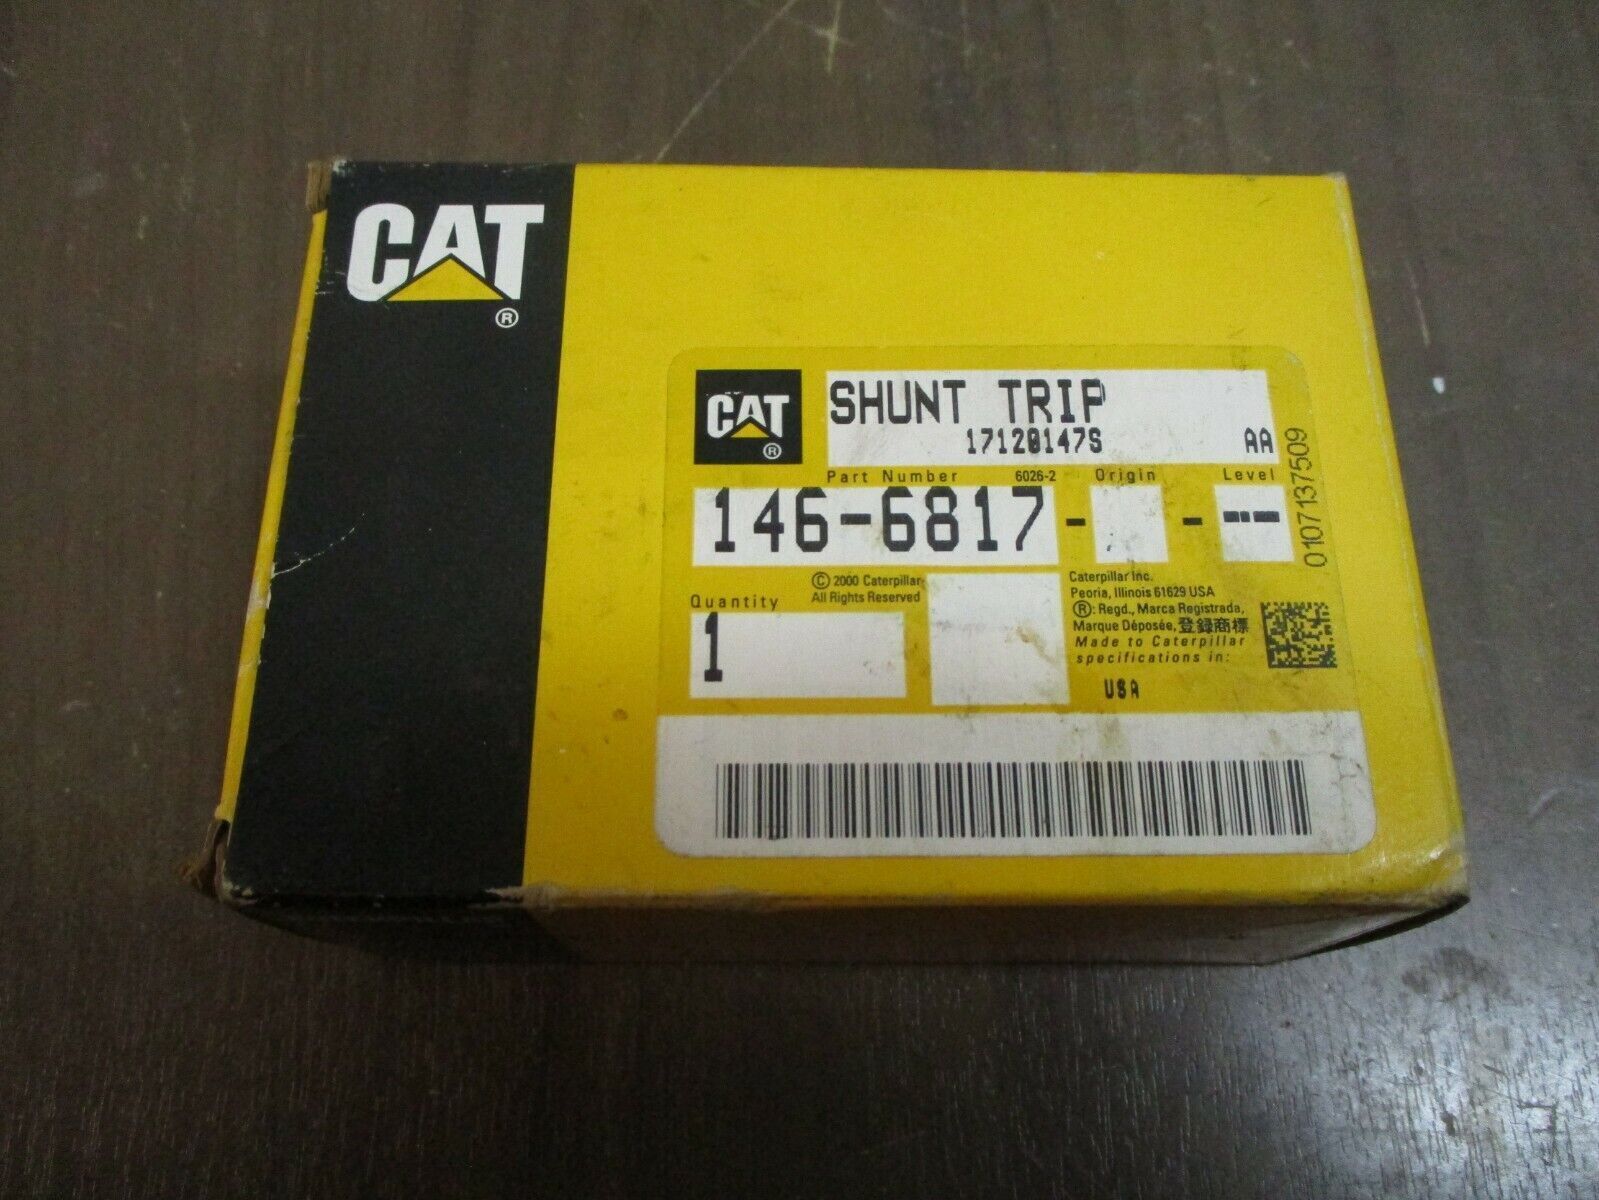 CAT
®
CAT
®
SHUNT TRIP
17120147S AA
Part Number 6026-2 Origin Level
146-6817- - --
0107137509
Quantity
1
© 2000 Caterpillar
All Rights Reserved
Caterpillar Inc.
Peoria, Illinois 61629 USA
®: Regd., Marca Registrada,
Marque Déposée, 登録商標
Made to Caterpillar
specifications in:
USA